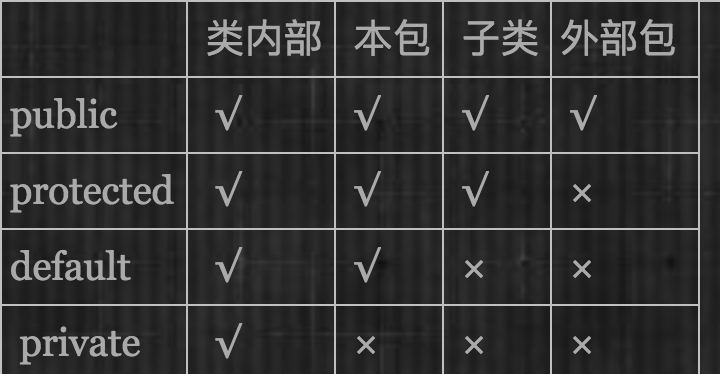 类内部 本包 子类 外部包
public √ √ √ √
protected √ √ √ ×
default √ √ × ×
private √ × × ×